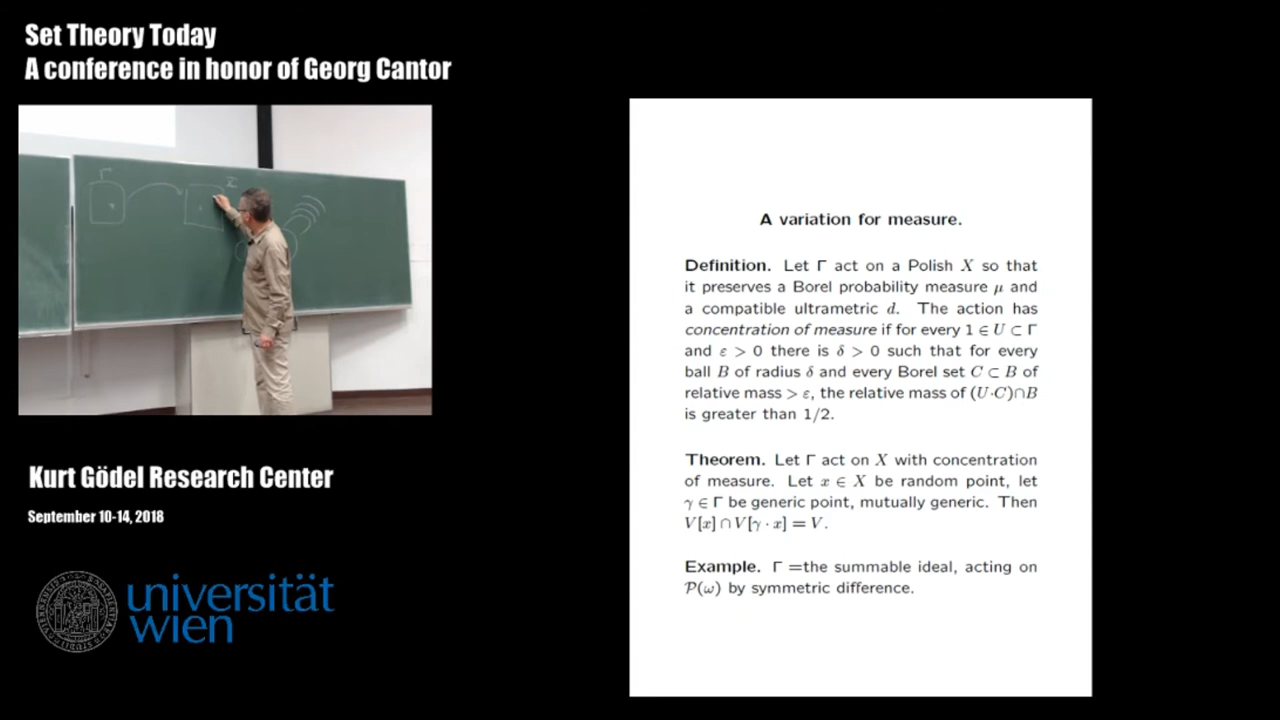 Set Theory Today
A conference in honor of Georg Cantor
Kurt Gödel Research Center
September 10-14, 2018
universität
wien
A variation for measure.
Definition. Let Γ act on a Polish X so that
it preserves a Borel probability measure μ and
a compatible ultrametric d. The action has
concentration of measure if for every 1 ∈ U ⊂ Γ
and ε > 0 there is δ > 0 such that for every
ball B of radius δ and every Borel set C ⊂ B of
relative mass > ε, the relative mass of (U·C)∩B
is greater than 1/2.
Theorem. Let Γ act on X with concentration
of measure. Let x ∈ X be random point, let
γ ∈ Γ be generic point, mutually generic. Then
V[x] ∩ V[γ · x] = V.
Example. Γ =the summable ideal, acting on
𝒫(ω) by symmetric difference.